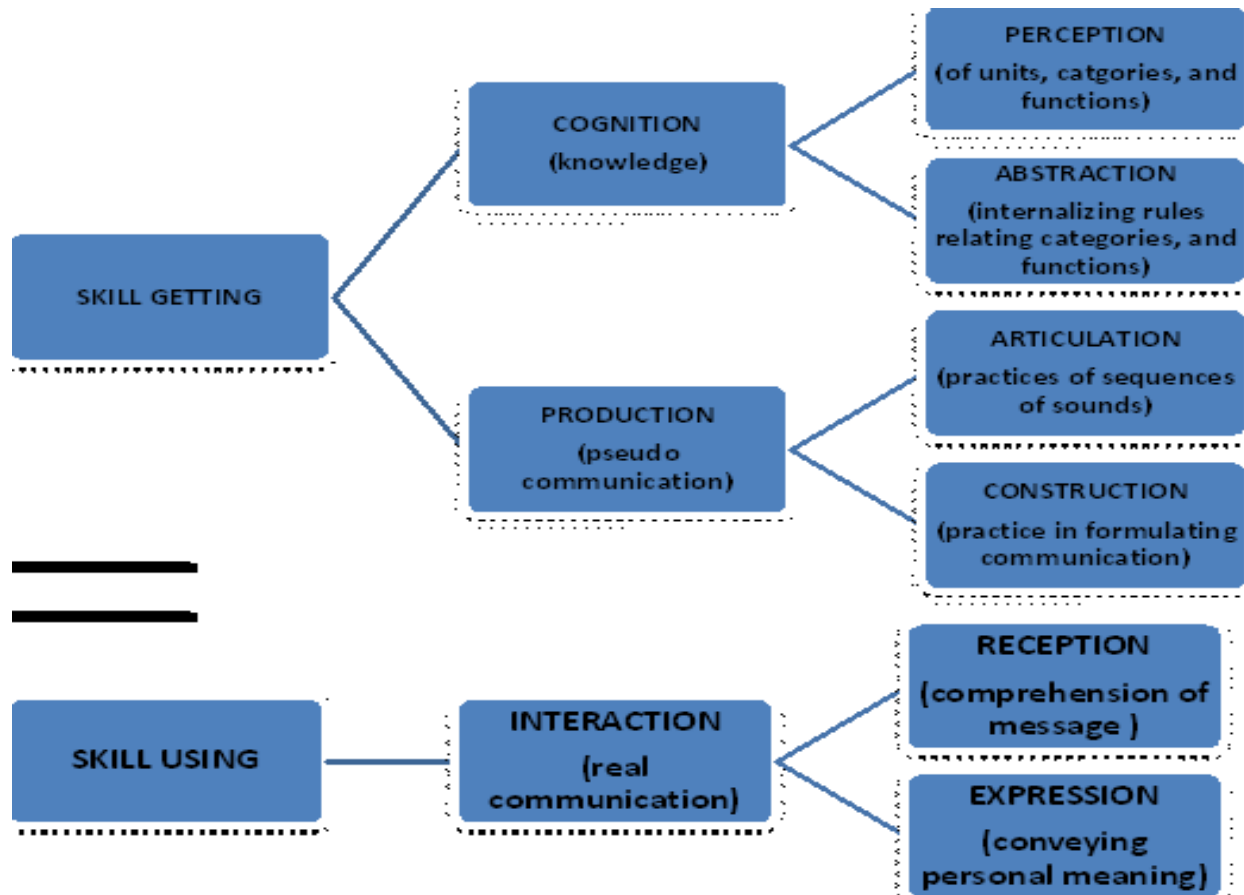 SKILL GETTING
COGNITION
(knowledge)
PERCEPTION
(of units, catgories, and
functions)
ABSTRACTION
(internalizing rules
relating categories, and
functions)
PRODUCTION
(pseudo
communication)
ARTICULATION
(practices of sequences
of sounds)
CONSTRUCTION
(practice in formulating
communication)
SKILL USING
INTERACTION
(real
communication)
RECEPTION
(comprehension of
message )
EXPRESSION
(conveying
personal meaning)